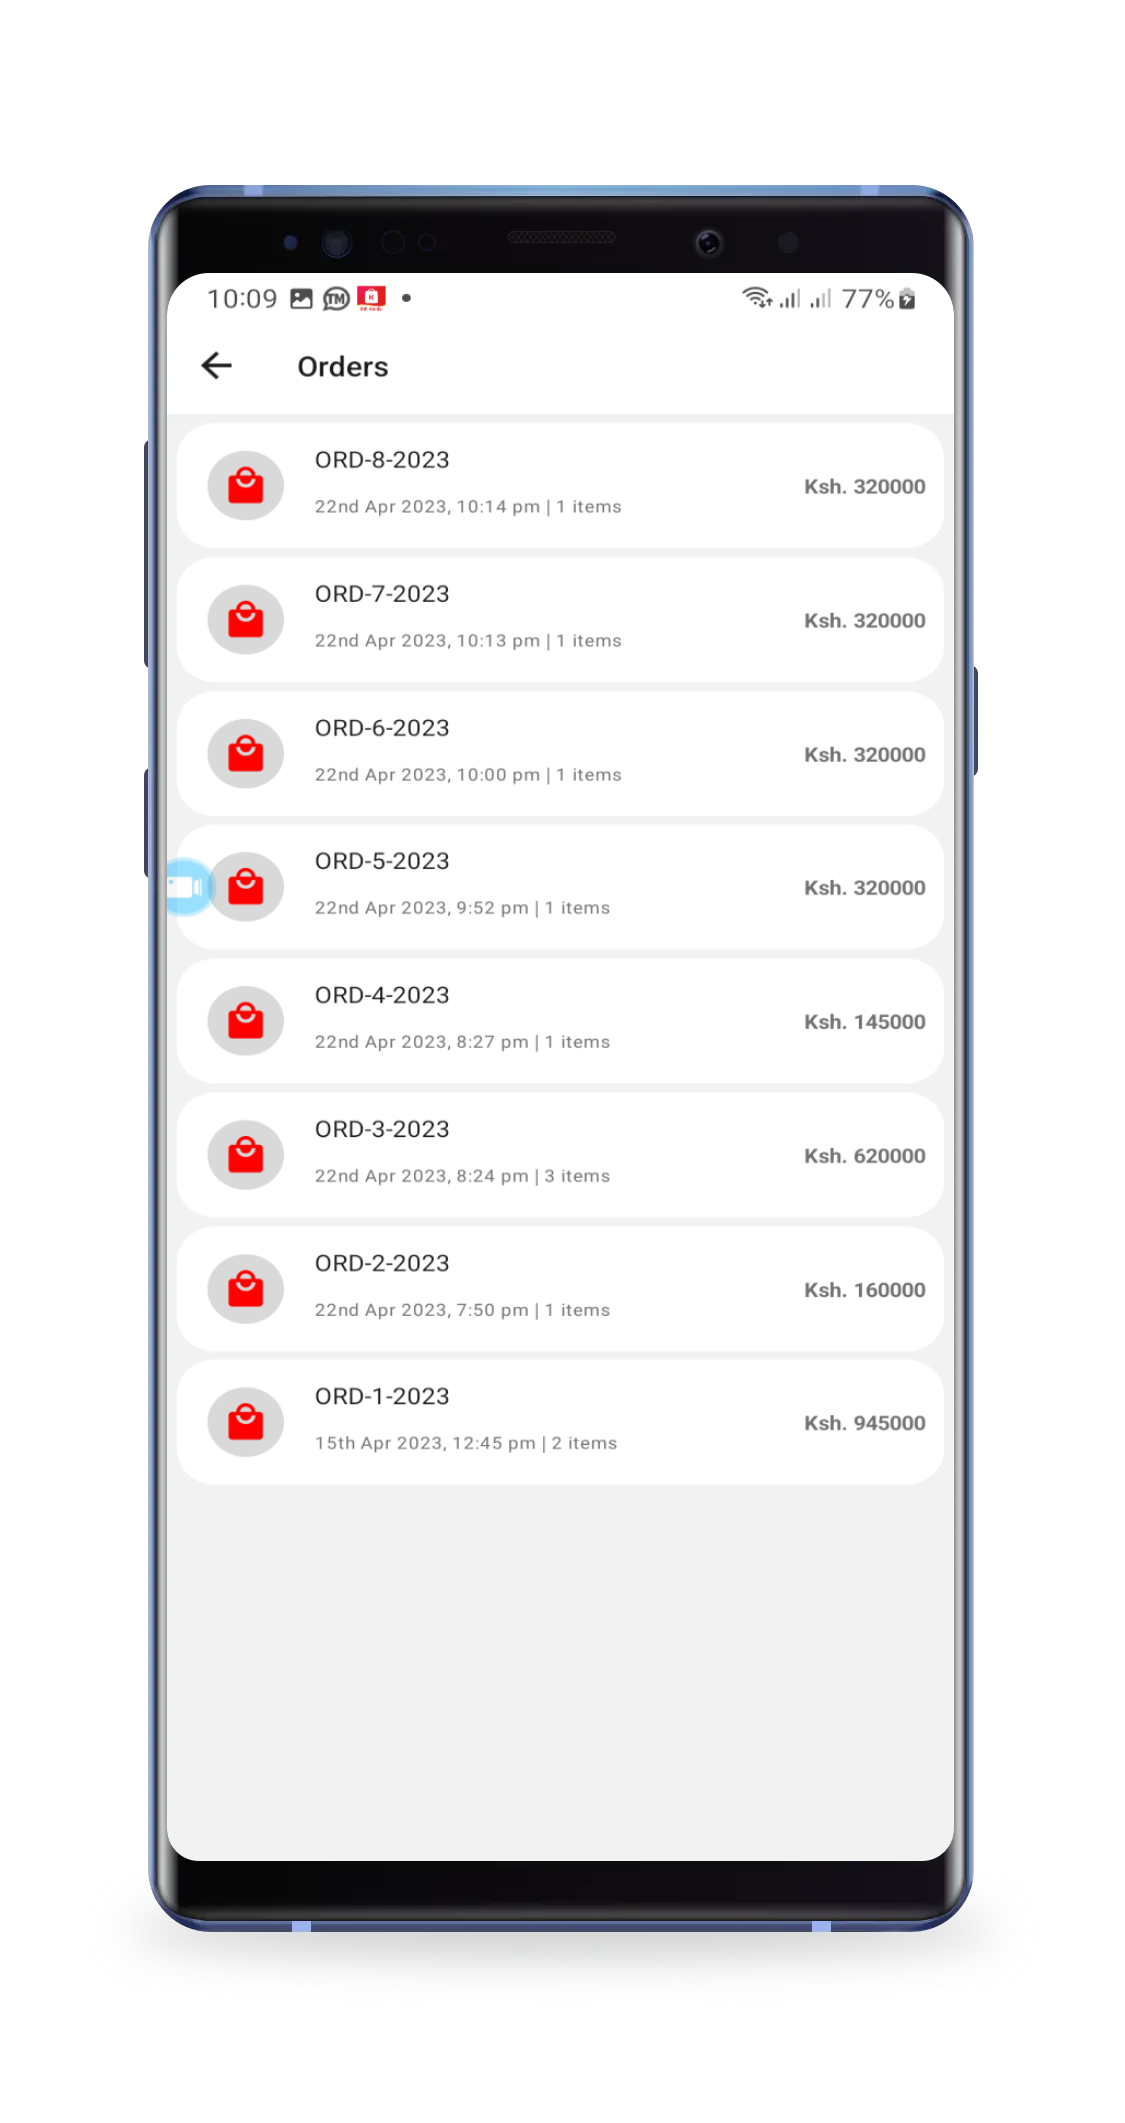 10:09 TM K 77%
Orders
ORD-8-2023
22nd Apr 2023, 10:14 pm | 1 items
Ksh. 320000
ORD-7-2023
22nd Apr 2023, 10:13 pm | 1 items
Ksh. 320000
ORD-6-2023
22nd Apr 2023, 10:00 pm | 1 items
Ksh. 320000
ORD-5-2023
22nd Apr 2023, 9:52 pm | 1 items
Ksh. 320000
ORD-4-2023
22nd Apr 2023, 8:27 pm | 1 items
Ksh. 145000
ORD-3-2023
22nd Apr 2023, 8:24 pm | 3 items
Ksh. 620000
ORD-2-2023
22nd Apr 2023, 7:50 pm | 1 items
Ksh. 160000
ORD-1-2023
15th Apr 2023, 12:45 pm | 2 items
Ksh. 945000